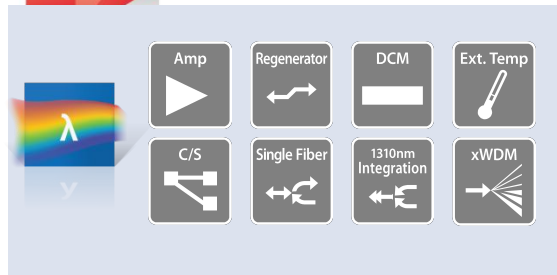 Amp
Regenerator
DCM
Ext. Temp
λ
C/S
Single Fiber
1310nm
Integration
xWDM